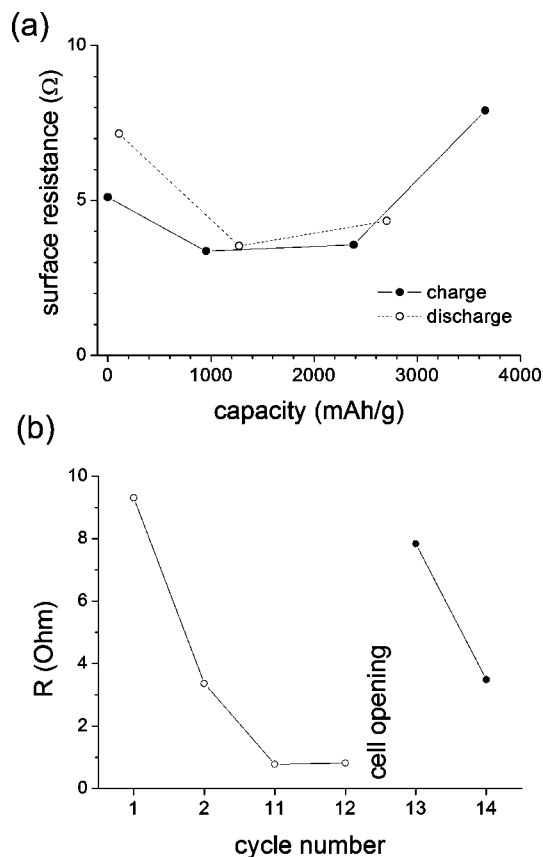 (a)
10
5
0
surface resistance (Ω)
charge
discharge
0 1000 2000 3000 4000
capacity (mAh/g)
(b)
10
8
6
4
2
0
R (Ohm)
cell opening
1 2 11 12 13 14
cycle number